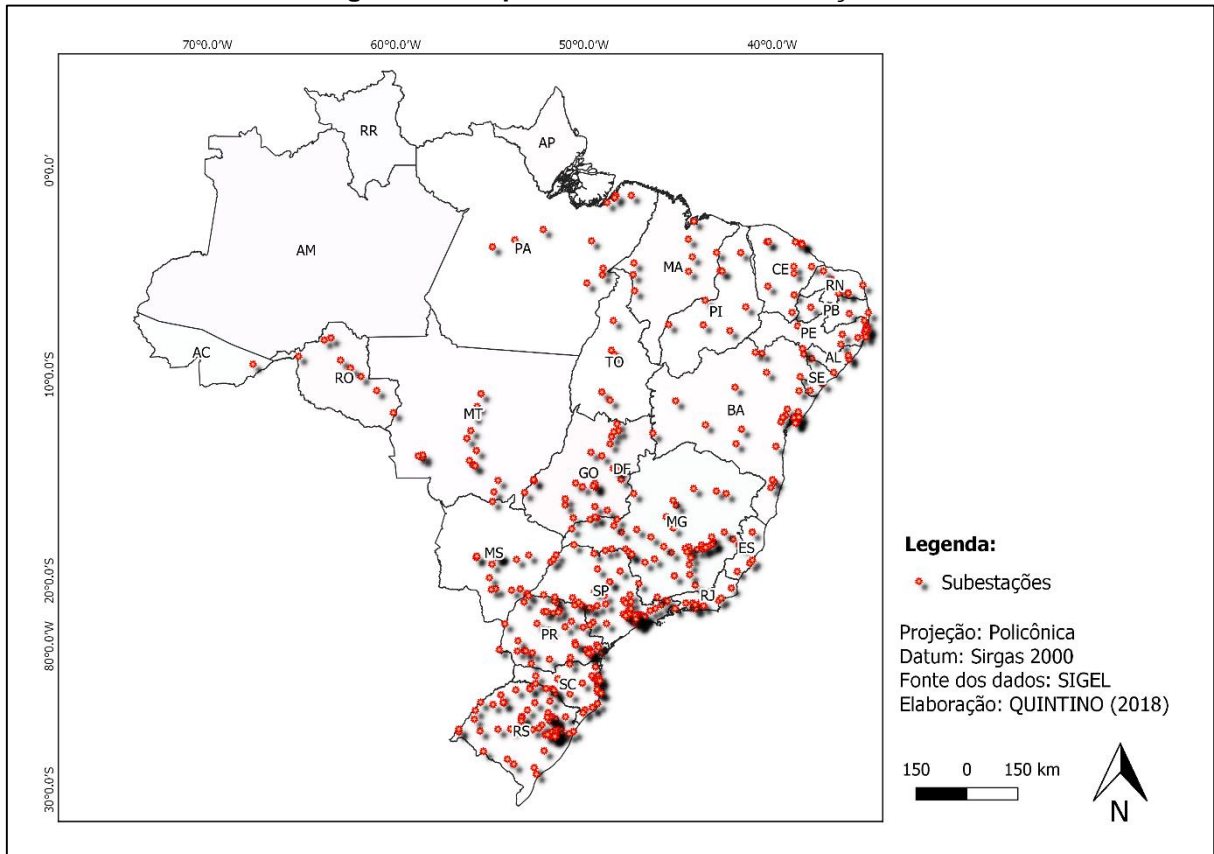 70°0.0'W 60°0.0'W 50°0.0'W 40°0.0'W
0°0.0'
10°0.0'S
20°0.0'S
80°0.0'W
30°0.0'S
RR
AP
AM
PA
MA
CE
RN
PB
PI
PE
AL
SE
AC
RO
TO
BA
MT
GO
DF
MG
ES
MS
SP
RJ
PR
SC
RS
Legenda:
Subestações
Projeção: Policônica
Datum: Sirgas 2000
Fonte dos dados: SIGEL
Elaboração: QUINTINO (2018)
150 0 150 km
N